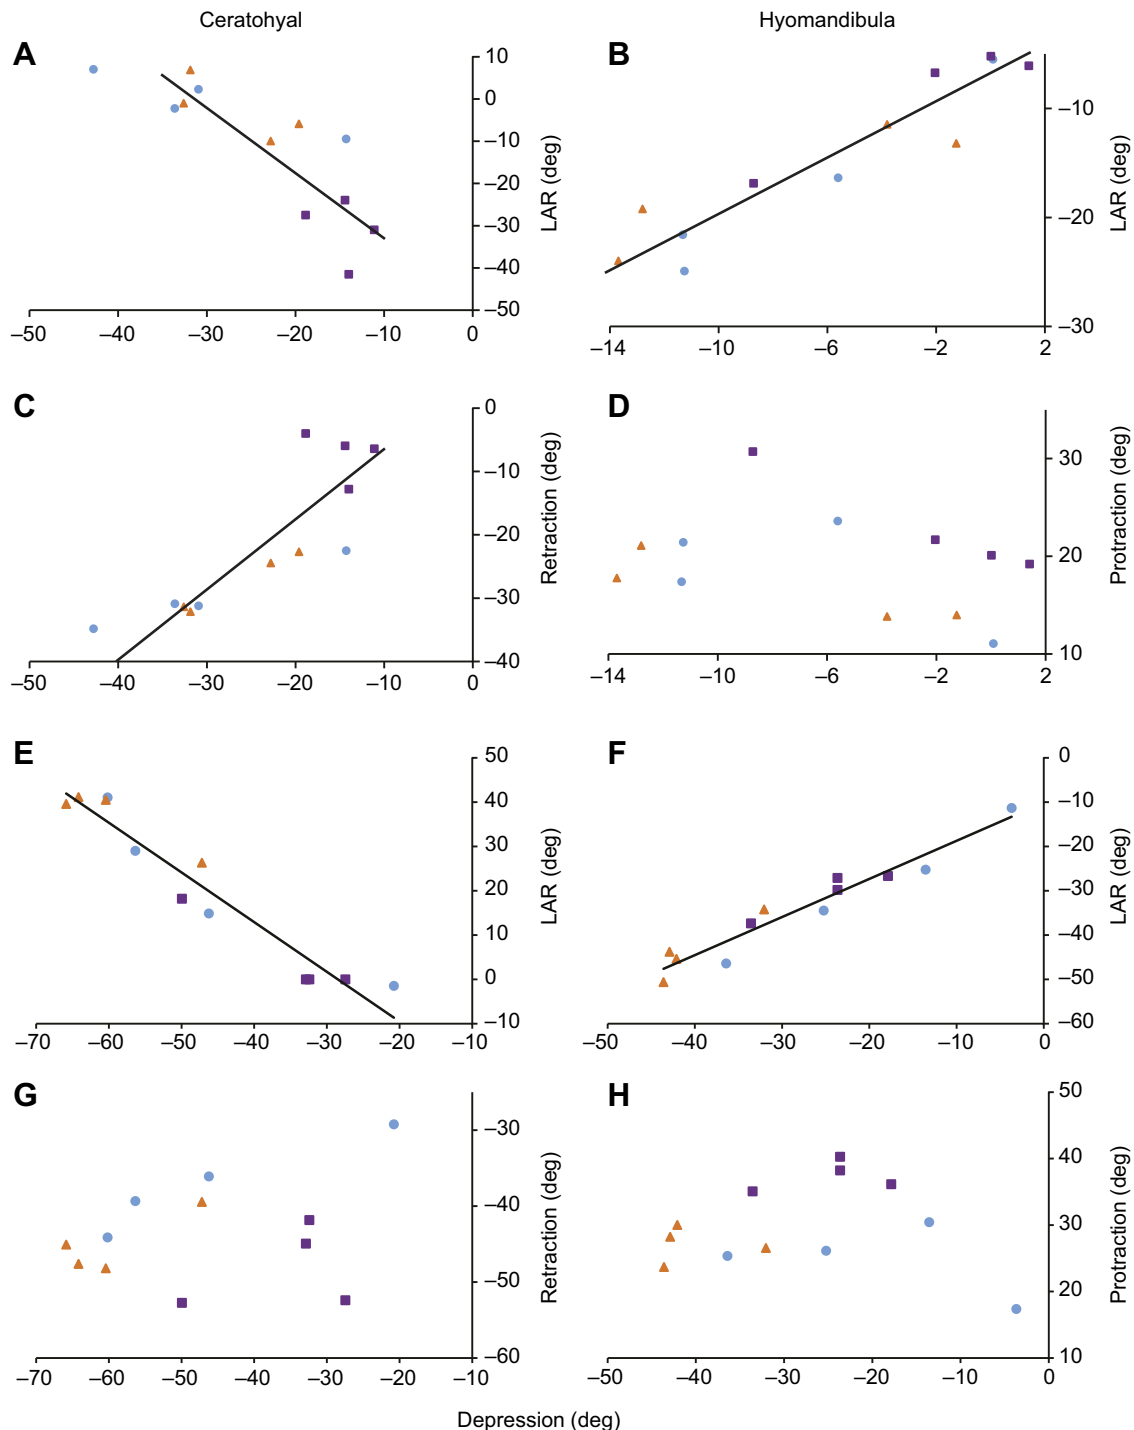 Ceratohyal Hyomandibula
A
10
0
–10
–20
–30
–40
–50
LAR (deg)
–50 –40 –30 –20 –10 0
B
–10
–20
–30
LAR (deg)
–14 –10 –6 –2 2
C
0
–10
–20
–30
–40
Retraction (deg)
–50 –40 –30 –20 –10 0
D
30
20
10
Protraction (deg)
–14 –10 –6 –2 2
E
50
40
30
20
10
0
–10
LAR (deg)
–70 –60 –50 –40 –30 –20 –10
F
0
–10
–20
–30
–40
–50
–60
LAR (deg)
–50 –40 –30 –20 –10 0
G
–30
–40
–50
–60
Retraction (deg)
–70 –60 –50 –40 –30 –20 –10
H
50
40
30
20
10
Protraction (deg)
–50 –40 –30 –20 –10 0
Depression (deg)